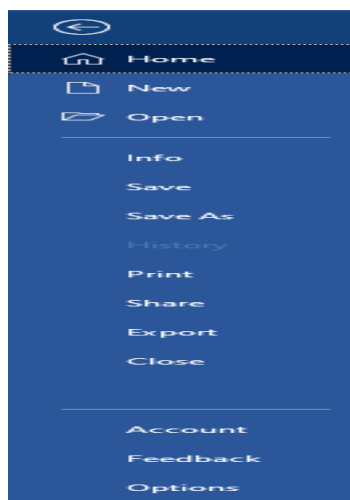 Home
New
Open
Info
Save
Save As
History
Print
Share
Export
Close
Account
Feedback
Options